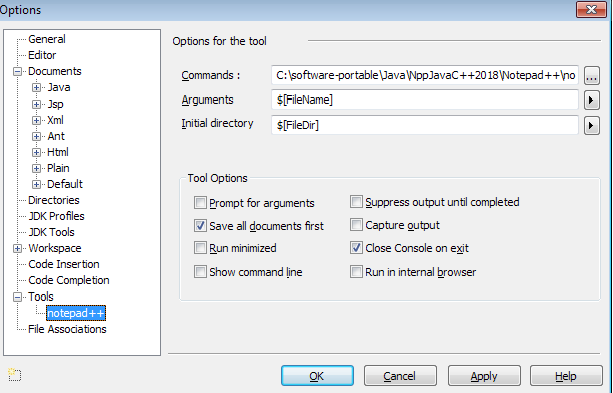 Options
General
Editor
Documents
Java
Jsp
Xml
Ant
Html
Plain
Default
Directories
JDK Profiles
JDK Tools
Workspace
Code Insertion
Code Completion
Tools
notepad++
File Associations
Options for the tool
Commands : C:\software-portable\Java\NppJavaC++2018\Notepad++\no ...
Arguments $[FileName]
Initial directory $[FileDir]
Tool Options
Prompt for arguments Suppress output until completed
Save all documents first Capture output
Run minimized Close Console on exit
Show command line Run in internal browser
OK Cancel Apply Help